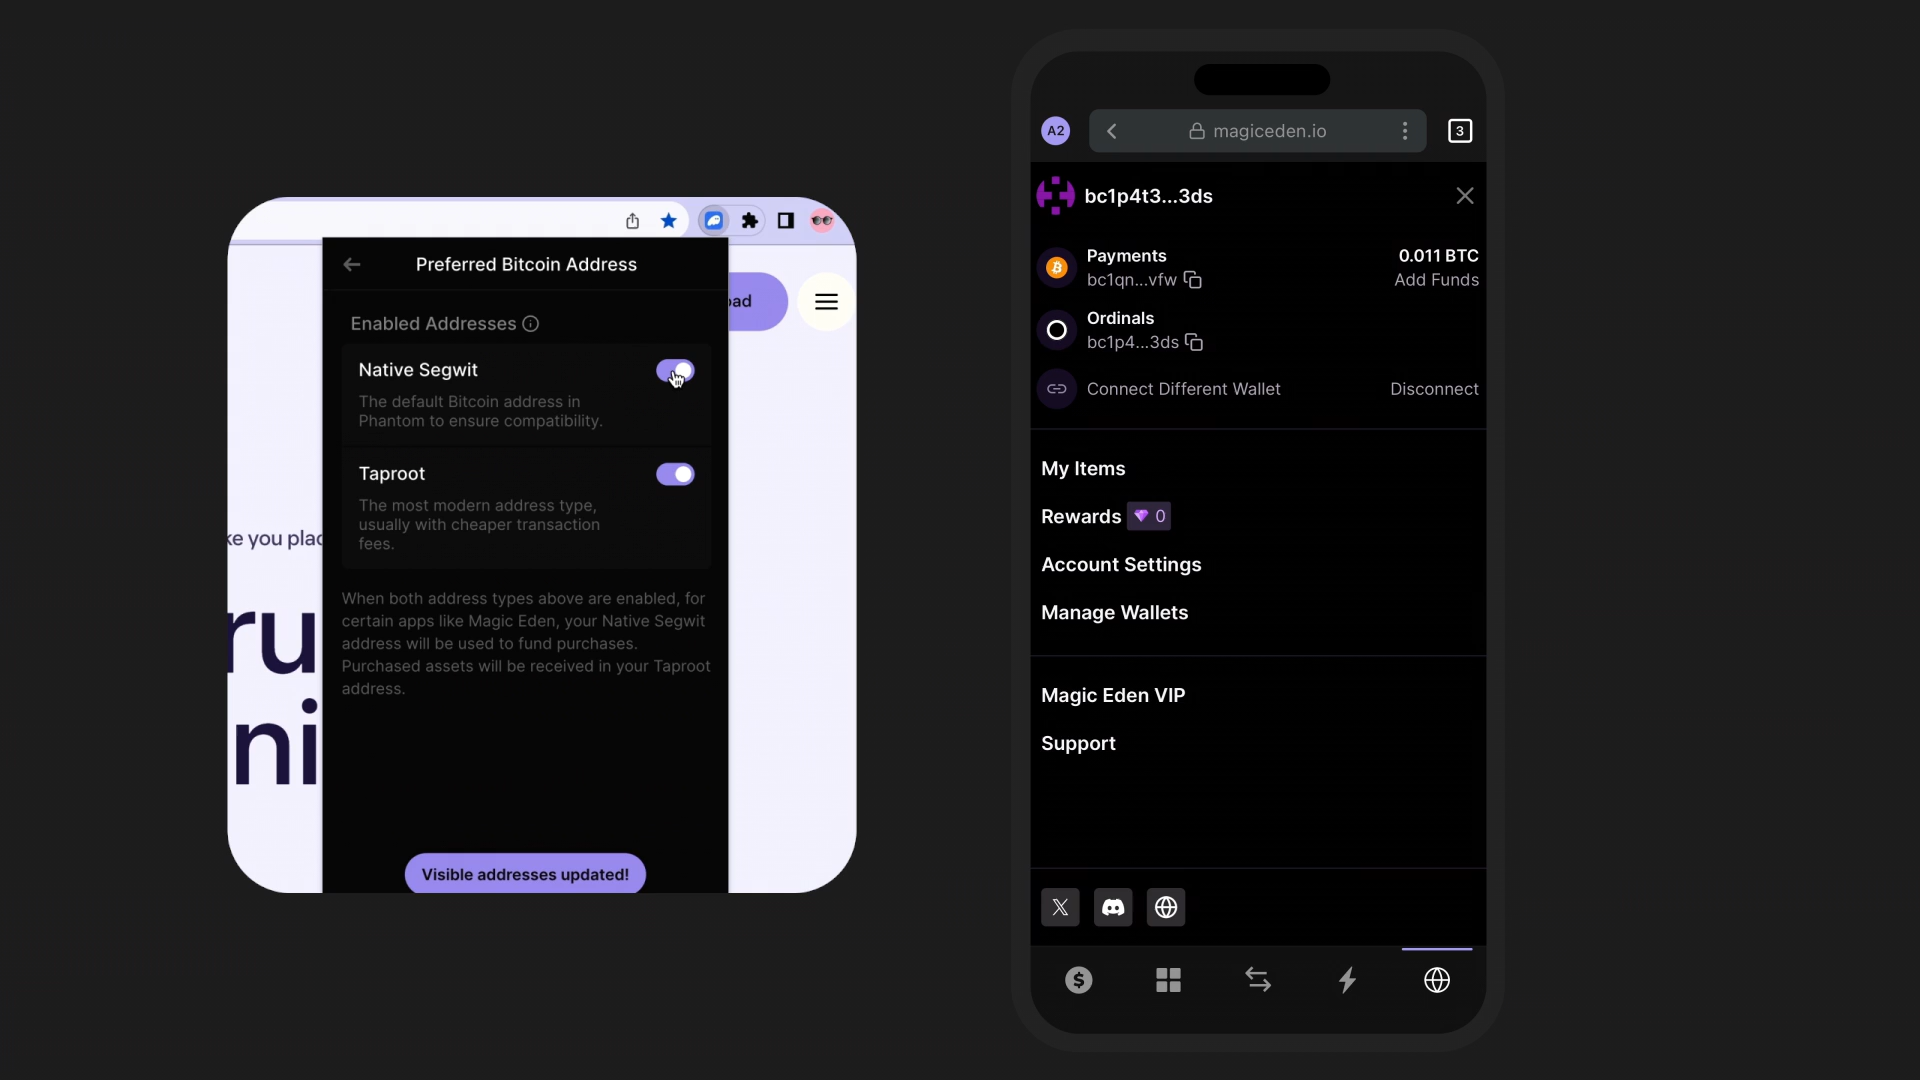 Preferred Bitcoin Address
oad
Enabled Addresses
Native Segwit
The default Bitcoin address in
Phantom to ensure compatibility.
Taproot
The most modern address type,
usually with cheaper transaction
fees.
ke you plac
When both address types above are enabled, for
certain apps like Magic Eden, your Native Segwit
address will be used to fund purchases.
Purchased assets will be received in your Taproot
address.
ru
ni
Visible addresses updated!
A2
magiceden.io
3
bc1p4t3...3ds
Payments
0.011 BTC
bc1qn...vfw
Add Funds
Ordinals
bc1p4...3ds
Connect Different Wallet
Disconnect
My Items
Rewards 0
Account Settings
Manage Wallets
Magic Eden VIP
Support